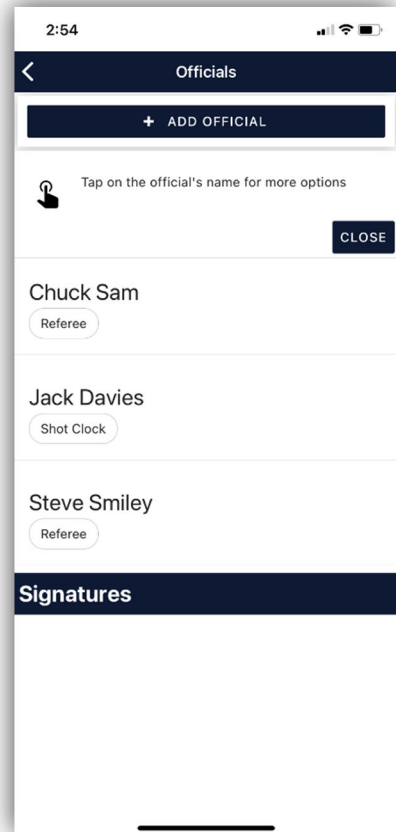 2:54
Officials
+ ADD OFFICIAL
Tap on the official's name for more options
CLOSE
Chuck Sam
Referee
Jack Davies
Shot Clock
Steve Smiley
Referee
Signatures